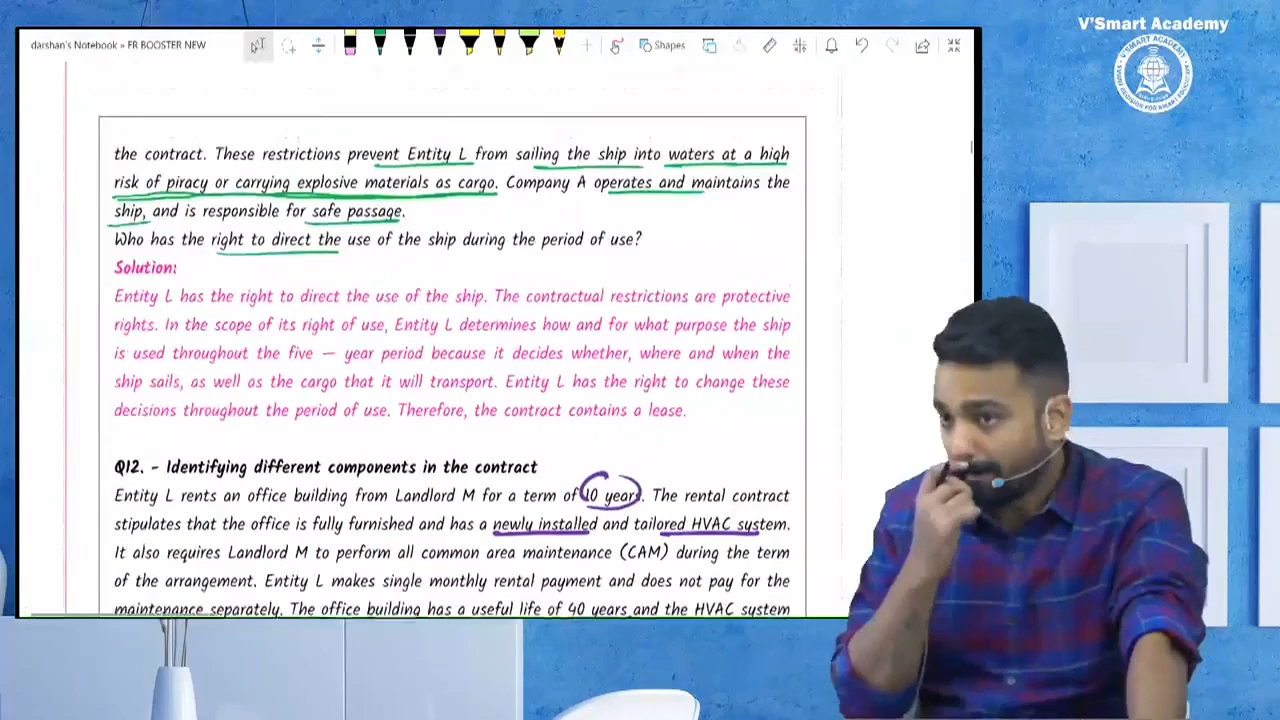 V'Smart Academy
darshan's Notebook » FR BOOSTER NEW
Shapes
the contract. These restrictions prevent Entity L from sailing the ship into waters at a high
risk of piracy or carrying explosive materials as cargo. Company A operates and maintains the
ship, and is responsible for safe passage.
Who has the right to direct the use of the ship during the period of use?
Solution:
Entity L has the right to direct the use of the ship. The contractual restrictions are protective
rights. In the scope of its right of use, Entity L determines how and for what purpose the ship
is used throughout the five – year period because it decides whether, where and when the
ship sails, as well as the cargo that it will transport. Entity L has the right to change these
decisions throughout the period of use. Therefore, the contract contains a lease.
Q12. - Identifying different components in the contract
Entity L rents an office building from Landlord M for a term of 10 years. The rental contract
stipulates that the office is fully furnished and has a newly installed and tailored HVAC system.
It also requires Landlord M to perform all common area maintenance (CAM) during the term
of the arrangement. Entity L makes single monthly rental payment and does not pay for the
maintenance separately. The office building has a useful life of 40 years and the HVAC system